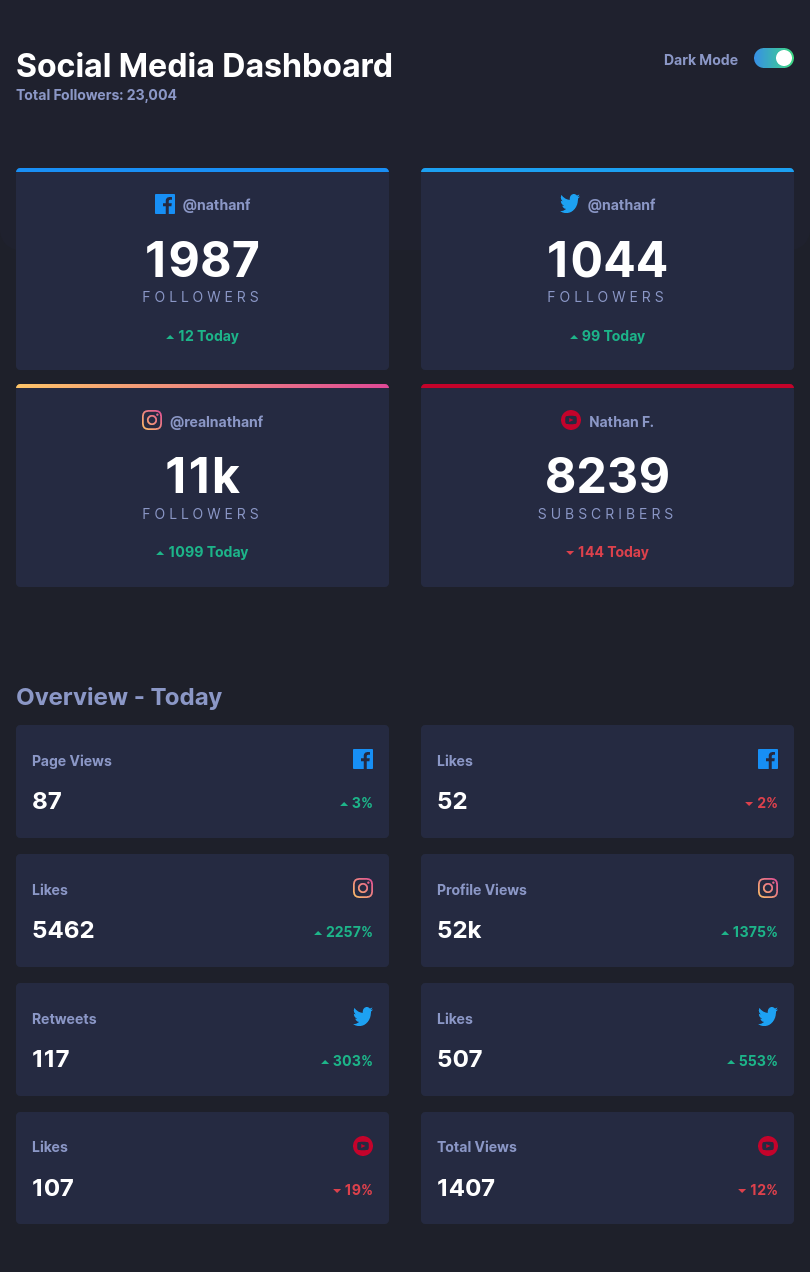 Social Media Dashboard
Total Followers: 23,004
Dark Mode
@nathanf
1987
FOLLOWERS
12 Today
@nathanf
1044
FOLLOWERS
99 Today
@realnathanf
11k
FOLLOWERS
1099 Today
Nathan F.
8239
SUBSCRIBERS
144 Today
Overview - Today
Page Views
87
3%
Likes
52
2%
Likes
5462
2257%
Profile Views
52k
1375%
Retweets
117
303%
Likes
507
553%
Likes
107
19%
Total Views
1407
12%